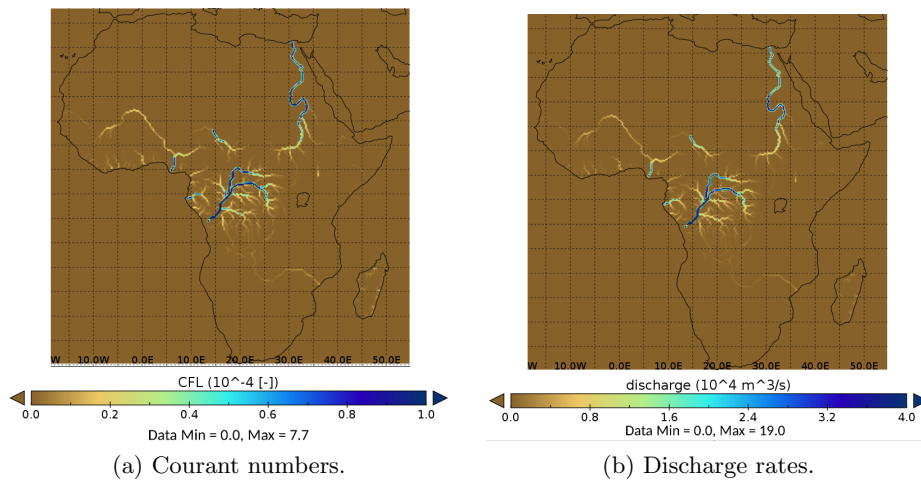 W 10.0W 0.0E 10.0E 20.0E 30.0E 40.0E 50.0E
CFL (10^-4 [-])
0.0 0.2 0.4 0.6 0.8 1.0
Data Min = 0.0, Max = 7.7
(a) Courant numbers.
W 10.0W 0.0E 10.0E 20.0E 30.0E 40.0E 50.0E
discharge (10^4 m^3/s)
0.0 0.8 1.6 2.4 3.2 4.0
Data Min = 0.0, Max = 19.0
(b) Discharge rates.